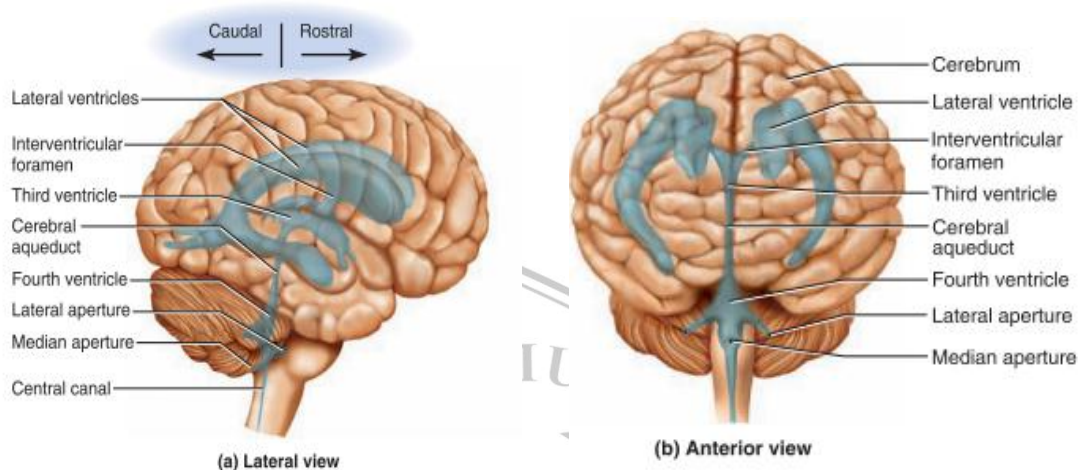 Caudal
Rostral
Lateral ventricles
Interventricular
foramen
Third ventricle
Cerebral
aqueduct
Fourth ventricle
Lateral aperture
Median aperture
Central canal
(a) Lateral view
Cerebrum
Lateral ventricle
Interventricular
foramen
Third ventricle
Cerebral
aqueduct
Fourth ventricle
Lateral aperture
Median aperture
(b) Anterior view